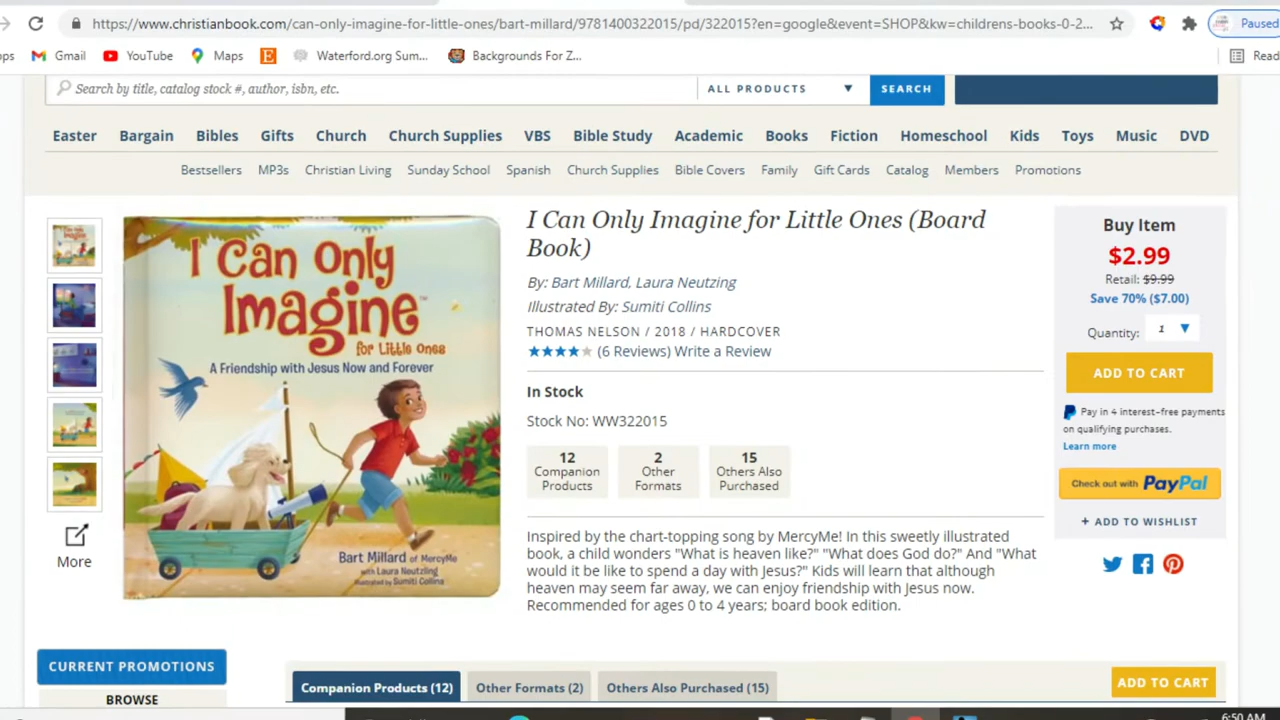 https://www.christianbook.com/can-only-imagine-for-little-ones/bart-millard/9781400322015/pd/322015?en=google&event=SHOP&kw=childrens-books-0-2... Paused
ops Gmail YouTube Maps Waterford.org Sum... Backgrounds For Z... Read
Search by title, catalog stock #, author, isbn, etc. ALL PRODUCTS SEARCH
Easter Bargain Bibles Gifts Church Church Supplies VBS Bible Study Academic Books Fiction Homeschool Kids Toys Music DVD
Bestsellers MP3s Christian Living Sunday School Spanish Church Supplies Bible Covers Family Gift Cards Catalog Members Promotions
I Can Only
Imagine™
for Little Ones
A Friendship with Jesus Now and Forever
Bart Millard of MercyMe
with Laura Neutzling
Illustrated by Sumiti Collins
More
I Can Only Imagine for Little Ones (Board
Book)
By: Bart Millard, Laura Neutzing
Illustrated By: Sumiti Collins
THOMAS NELSON / 2018 / HARDCOVER
(6 Reviews) Write a Review
In Stock
Stock No: WW322015
12 Companion Products
2 Other Formats
15 Others Also Purchased
Inspired by the chart-topping song by MercyMe! In this sweetly illustrated
book, a child wonders "What is heaven like?" "What does God do?" And "What
would it be like to spend a day with Jesus?" Kids will learn that although
heaven may seem far away, we can enjoy friendship with Jesus now.
Recommended for ages 0 to 4 years; board book edition.
Buy Item
$2.99
Retail: $9.99
Save 70% ($7.00)
Quantity: 1
ADD TO CART
Pay in 4 interest-free payments
on qualifying purchases.
Learn more
Check out with PayPal
+ ADD TO WISHLIST
CURRENT PROMOTIONS
BROWSE
Companion Products (12) Other Formats (2) Others Also Purchased (15) ADD TO CART
6:50 AM